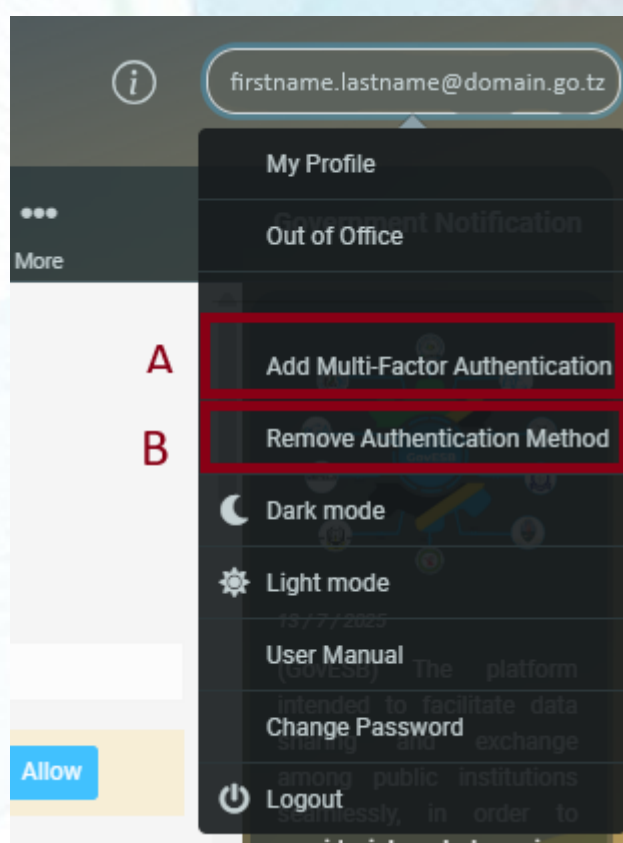 i
firstname.lastname@domain.go.tz
My Profile
Government Notification
Out of Office
More
A
Add Multi-Factor Authentication
B
Remove Authentication Method
GovESB
Dark mode
Light mode
13/7/2025
User Manual
(GovESB) The platform
intended to facilitate data
Change Password
sharing and exchange
Allow
among public institutions
Logout
seamlessly, in order to